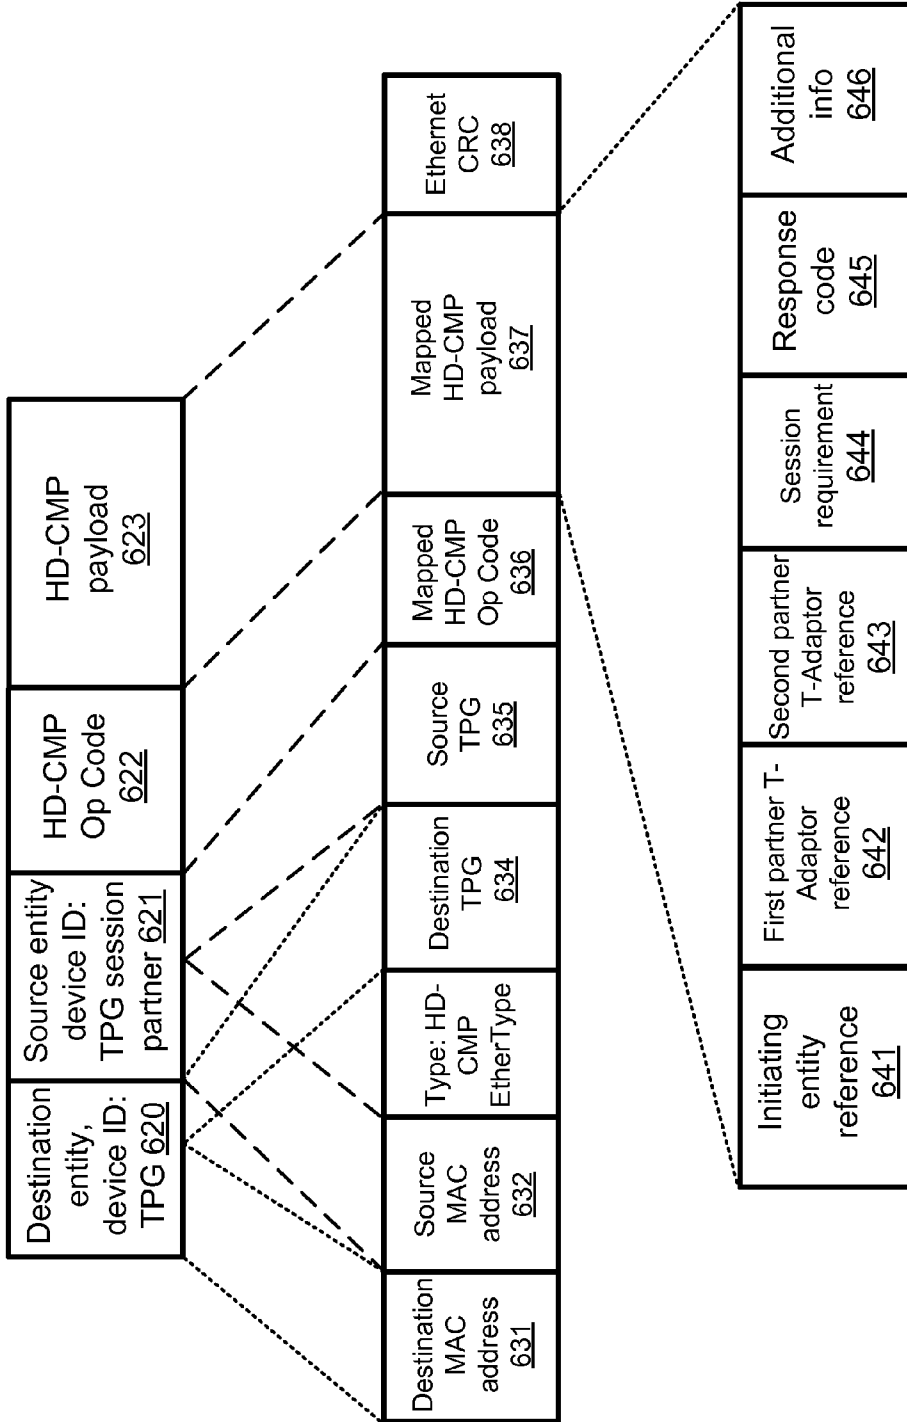 Destination
entity,
device ID:
TPG 620
Source entity
device ID:
TPG session
partner 621
HD-CMP
Op Code
622
HD-CMP
payload
623
Destination
MAC
address
631
Source
MAC
address
632
Type: HD-
CMP
EtherType
Destination
TPG
634
Source
TPG
635
Mapped
HD-CMP
Op Code
636
Mapped
HD-CMP
payload
637
Ethernet
CRC
638
Initiating
entity
reference
641
First partner T-
Adaptor
reference
642
Second partner
T-Adaptor
reference
643
Session
requirement
644
Response
code
645
Additional
info
646